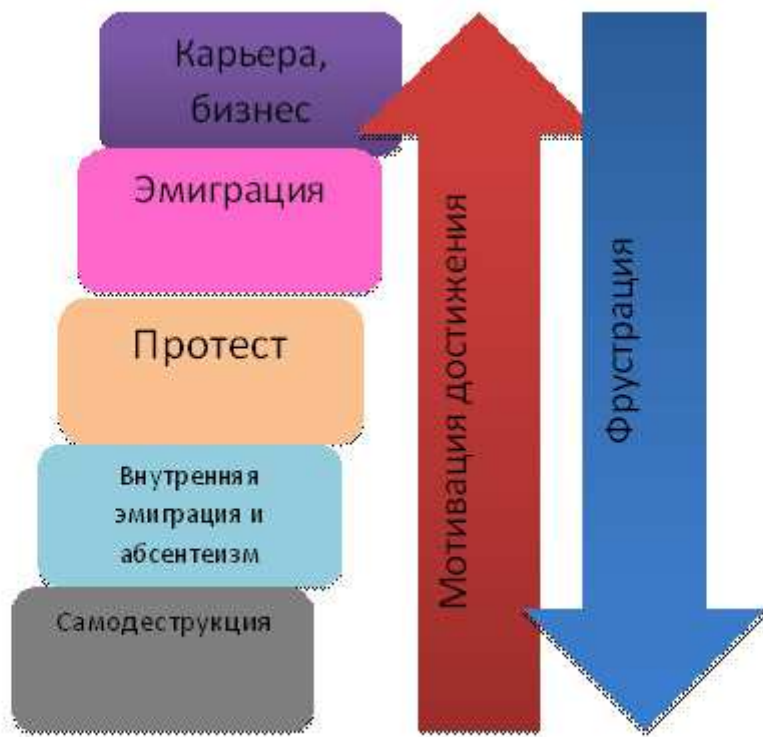 Карьера,
бизнес
Эмиграция
Протест
Внутренняя
эмиграция и
абсентеизм
Самодеструкция
Мотивация достижения
Фрустрация